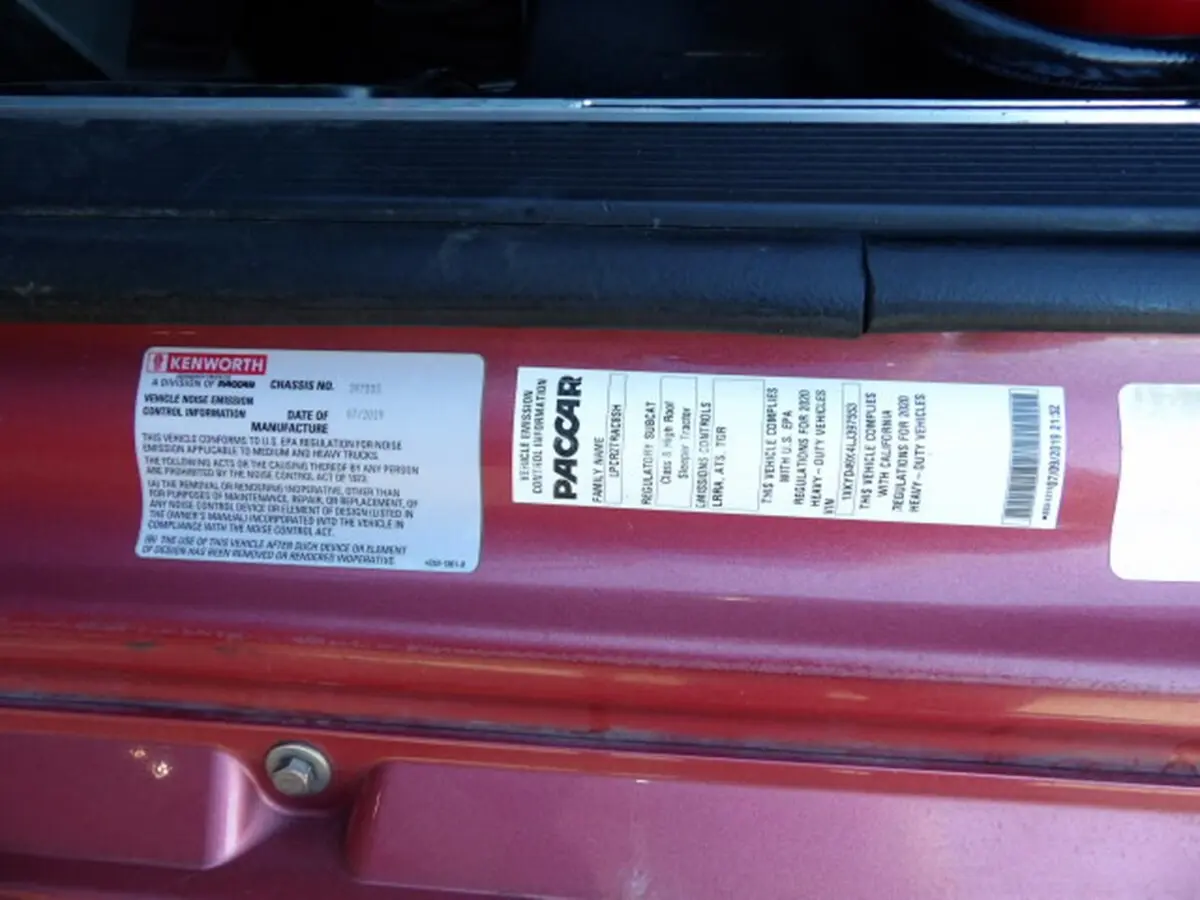 KENWORTH
A DIVISION OF PACCAR
CHASSIS NO.
VEHICLE NOISE EMISSION
CONTROL INFORMATION
DATE OF 07/2019
MANUFACTURE
THIS VEHICLE CONFORMS TO U.S. EPA REGULATION FOR NOISE
EMISSION APPLICABLE TO MEDIUM AND HEAVY TRUCKS.
THE FOLLOWING ACTS OR THE CAUSING THEREOF BY ANY PERSON
ARE PROHIBITED BY THE NOISE CONTROL ACT OF 1972.
(A) THE REMOVAL OR RENDERING INOPERATIVE, OTHER THAN
FOR PURPOSES OF MAINTENANCE, REPAIR, OR REPLACEMENT, OF
ANY NOISE CONTROL DEVICE OR ELEMENT OF DESIGN (LISTED IN
THE OWNER'S MANUAL) INCORPORATED INTO THE VEHICLE IN
COMPLIANCE WITH THE NOISE CONTROL ACT.
(B) THE USE OF THIS VEHICLE AFTER SUCH DEVICE OR ELEMENT
OF DESIGN HAS BEEN REMOVED OR RENDERED INOPERATIVE.
VEHICLE EMISSION
CONTROL INFORMATION
PACCAR
FAMILY NAME
REGULATORY SUBCAT
Class 8 High Roof
Sleeper Tractor
EMISSIONS CONTROLS
LRRA, ATS, TGR
THIS VEHICLE COMPLIES
WITH U.S. EPA
REGULATIONS FOR 2020
HEAVY-DUTY VEHICLES
VIN
THIS VEHICLE COMPLIES
WITH CALIFORNIA
REGULATIONS FOR 2020
HEAVY-DUTY VEHICLES
07/09/2019 21:32